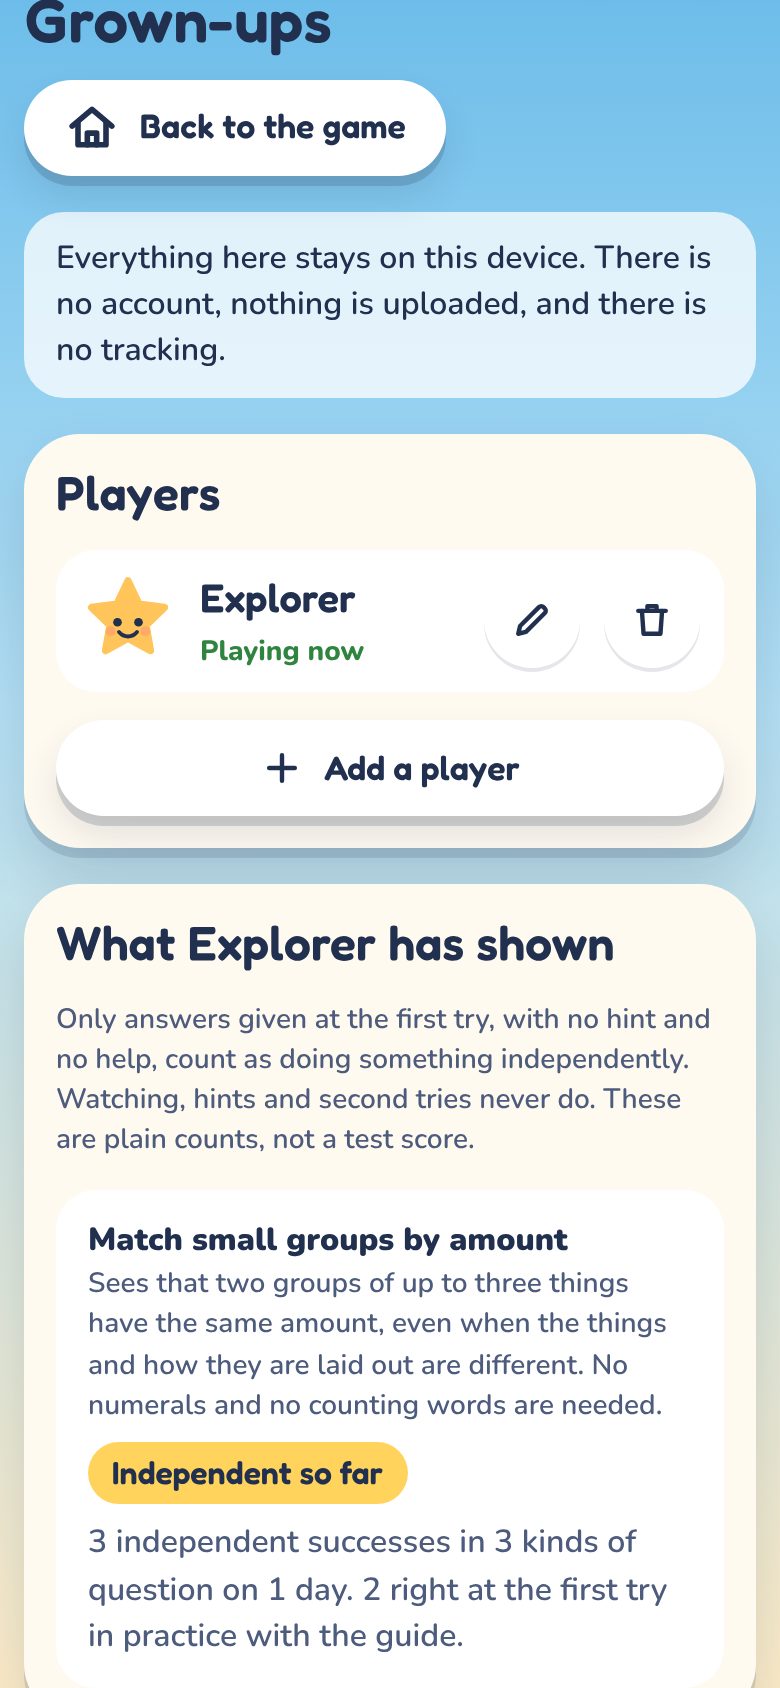 Grown-ups
Back to the game
Everything here stays on this device. There is
no account, nothing is uploaded, and there is
no tracking.
Players
Explorer
Playing now
Add a player
What Explorer has shown
Only answers given at the first try, with no hint and
no help, count as doing something independently.
Watching, hints and second tries never do. These
are plain counts, not a test score.
Match small groups by amount
Sees that two groups of up to three things
have the same amount, even when the things
and how they are laid out are different. No
numerals and no counting words are needed.
Independent so far
3 independent successes in 3 kinds of
question on 1 day. 2 right at the first try
in practice with the guide.